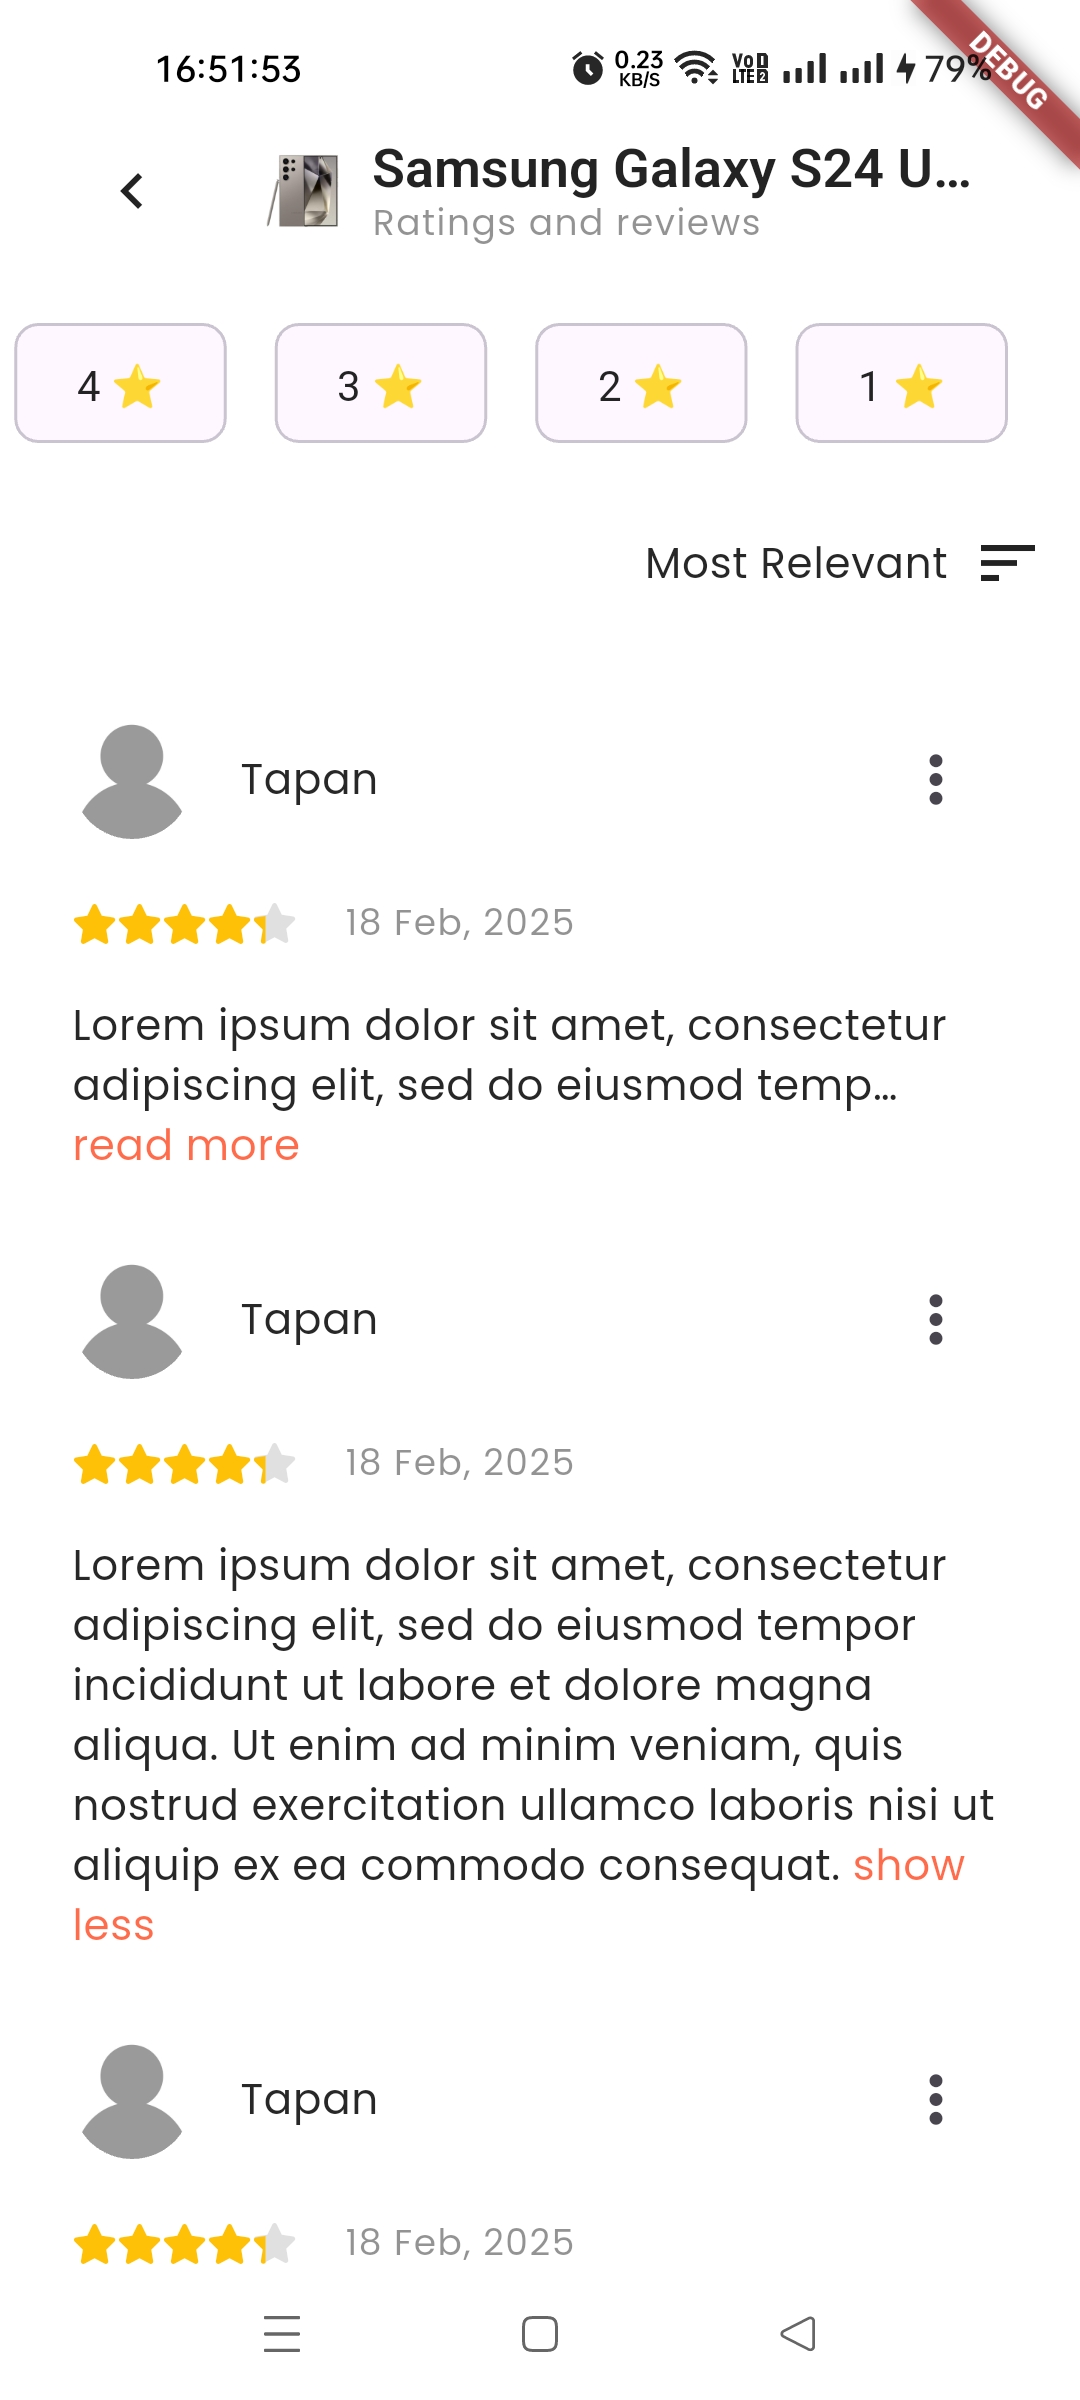 16:51:53
0.23
KB/S
VoD
LTE 2
79%
DEBUG
Samsung Galaxy S24 U...
Ratings and reviews
4 ⭐ 3 ⭐ 2 ⭐ 1 ⭐
Most Relevant
Tapan
18 Feb, 2025
Lorem ipsum dolor sit amet, consectetur
adipiscing elit, sed do eiusmod temp...
read more
Tapan
18 Feb, 2025
Lorem ipsum dolor sit amet, consectetur
adipiscing elit, sed do eiusmod tempor
incididunt ut labore et dolore magna
aliqua. Ut enim ad minim veniam, quis
nostrud exercitation ullamco laboris nisi ut
aliquip ex ea commodo consequat. show
less
Tapan
18 Feb, 2025